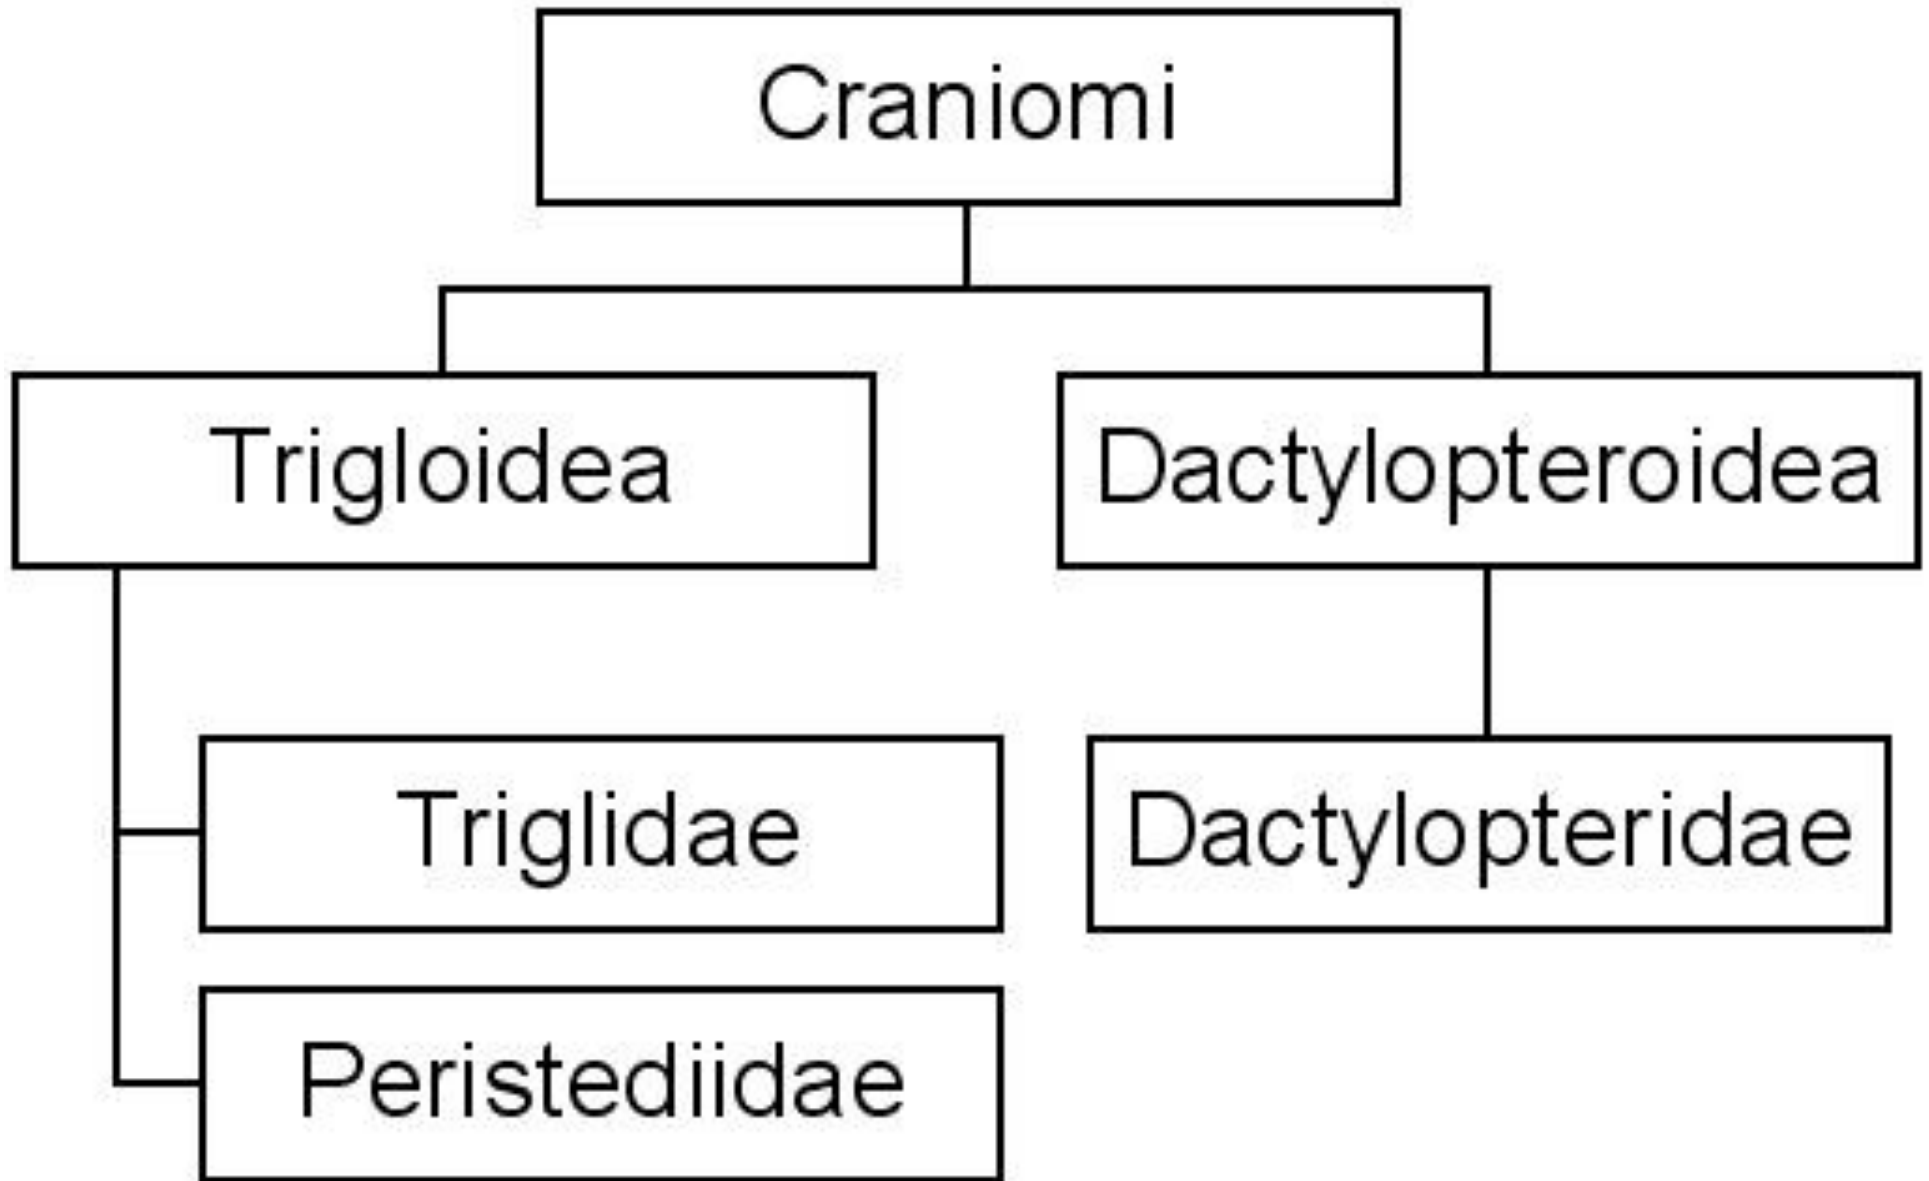 Craniomi
Trigloidea
Dactylopteroidea
Triglidae
Dactylopteridae
Peristediidae